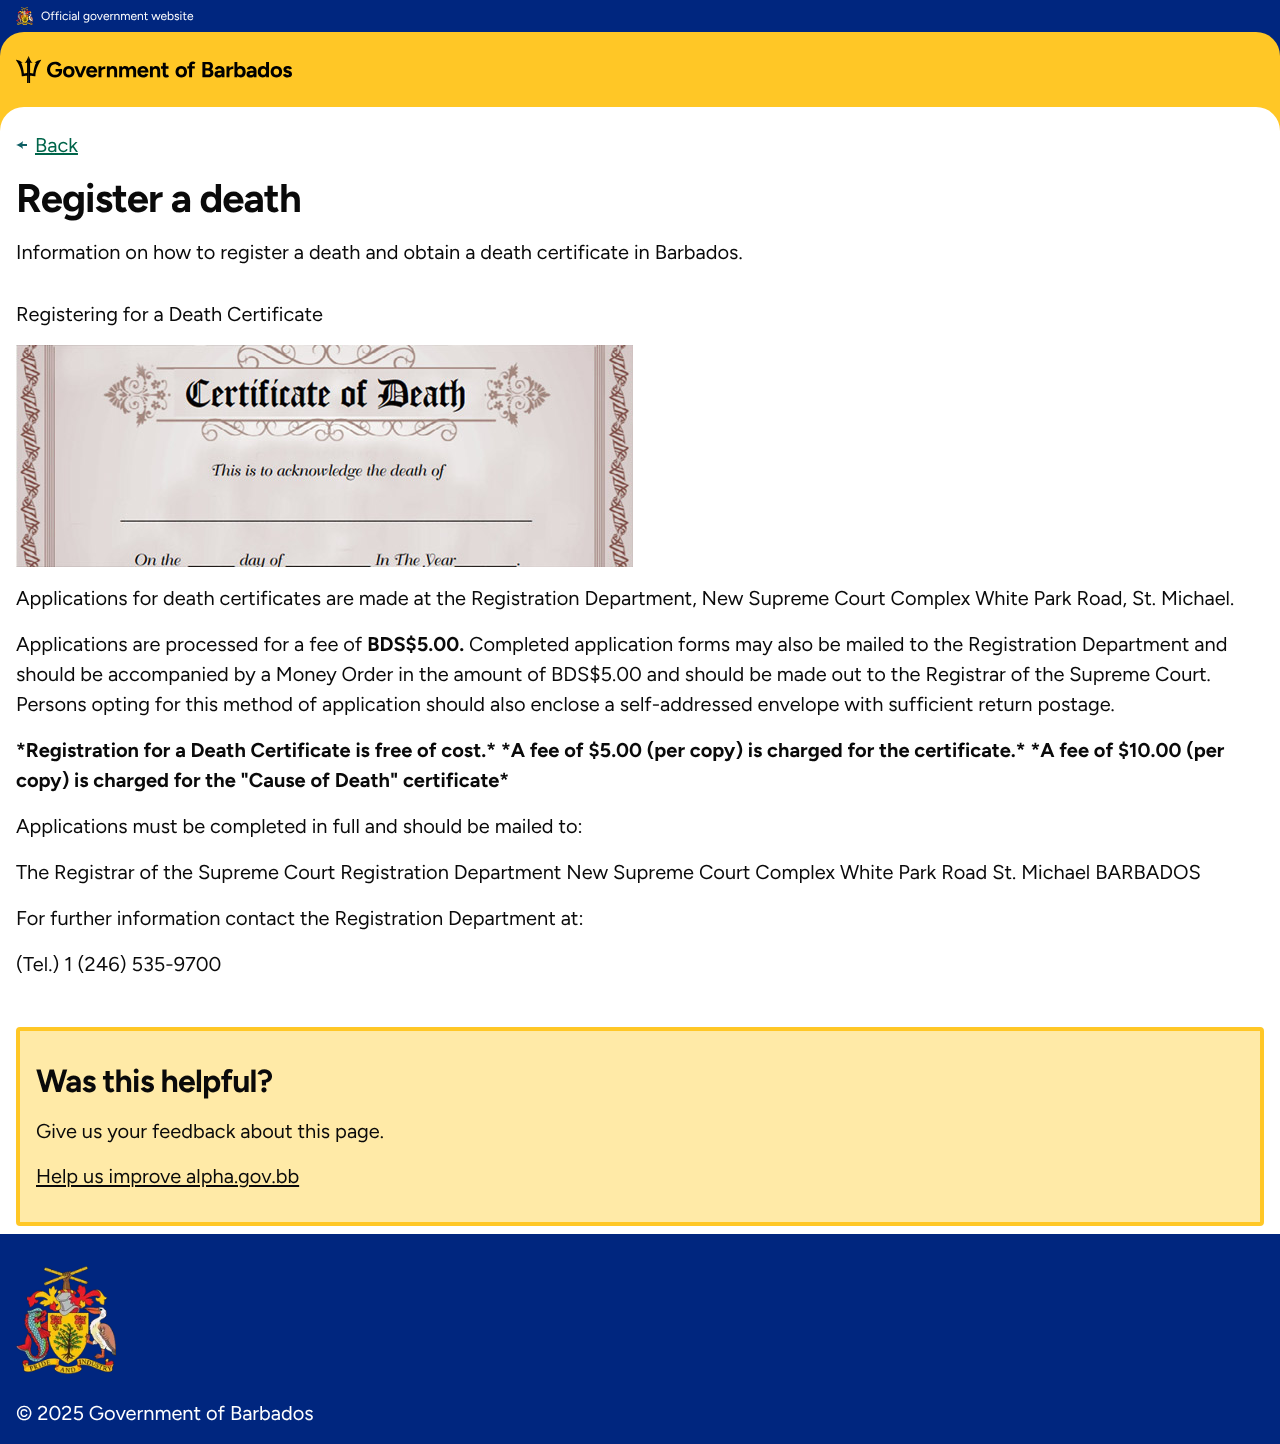 Official government website
Government of Barbados
Back
Register a death
Information on how to register a death and obtain a death certificate in Barbados.
Registering for a Death Certificate
Certificate of Death
This is to acknowledge the death of
On the ______ day of __________ In The Year________.
Applications for death certificates are made at the Registration Department, New Supreme Court Complex White Park Road, St. Michael.
Applications are processed for a fee of BDS$5.00. Completed application forms may also be mailed to the Registration Department and
should be accompanied by a Money Order in the amount of BDS$5.00 and should be made out to the Registrar of the Supreme Court.
Persons opting for this method of application should also enclose a self-addressed envelope with sufficient return postage.
*Registration for a Death Certificate is free of cost.* *A fee of $5.00 (per copy) is charged for the certificate.* *A fee of $10.00 (per
copy) is charged for the "Cause of Death" certificate*
Applications must be completed in full and should be mailed to:
The Registrar of the Supreme Court Registration Department New Supreme Court Complex White Park Road St. Michael BARBADOS
For further information contact the Registration Department at:
(Tel.) 1 (246) 535-9700
Was this helpful?
Give us your feedback about this page.
Help us improve alpha.gov.bb
PRIDE AND INDUSTRY
© 2025 Government of Barbados